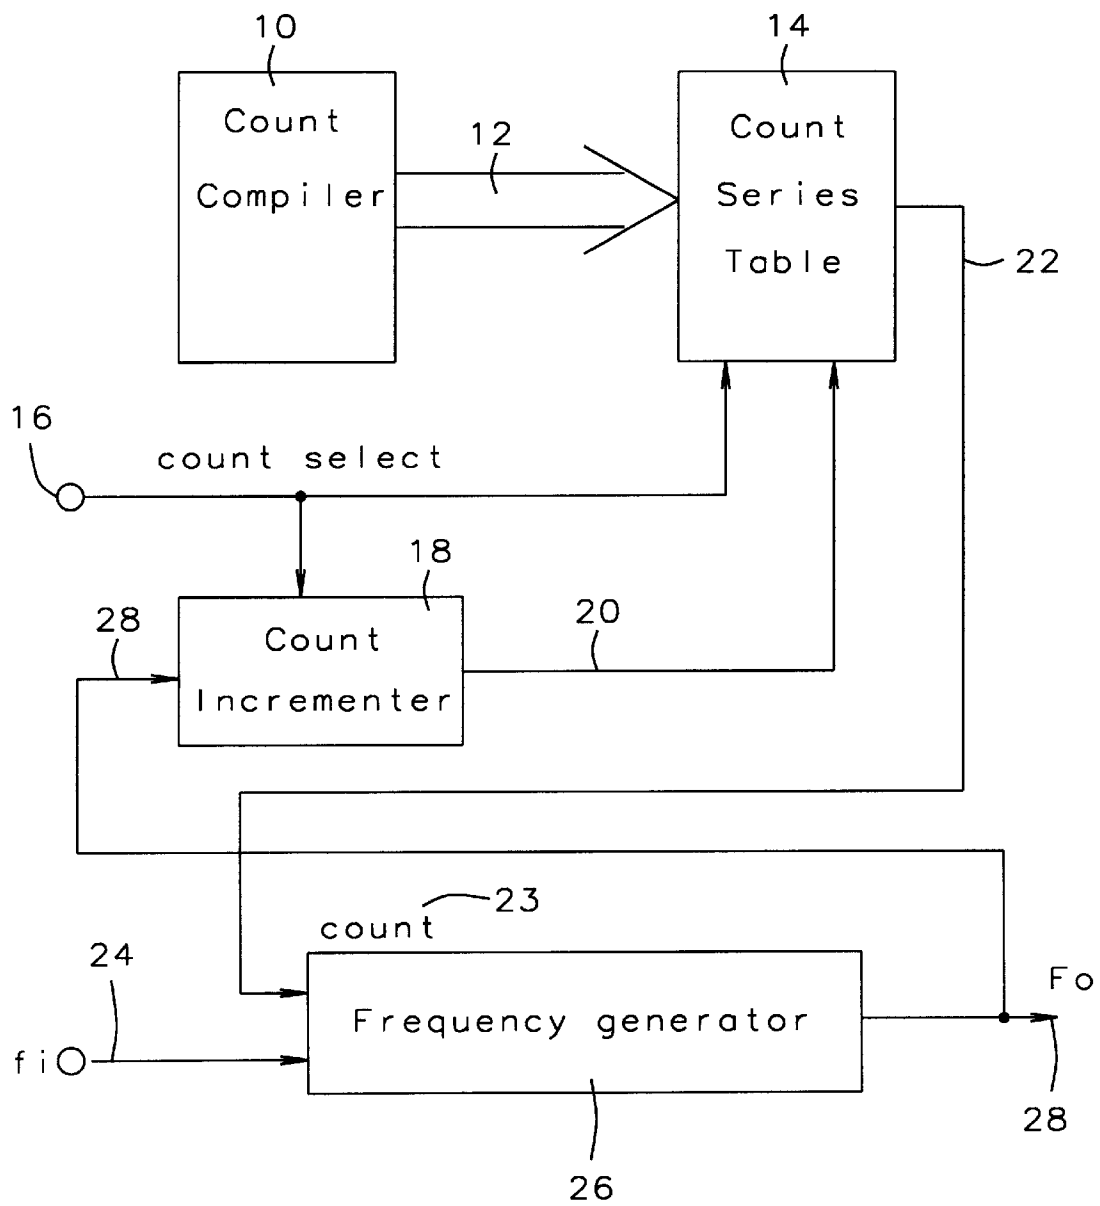 10
14
Count
Compiler
12
Count
Series
Table
22
16
count select
18
28
Count
Incrementer
20
23
count
24
Fo
Frequency generator
fi
28
26